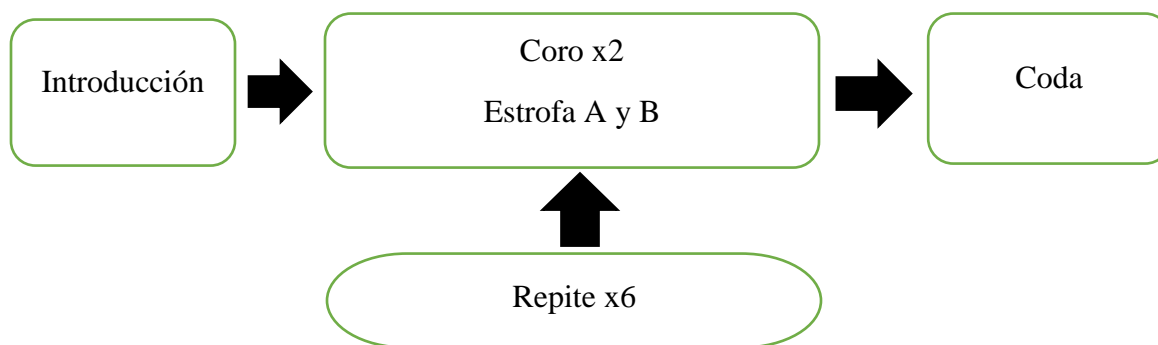 Introducción
Coro x2
Estrofa A y B
Coda
Repite x6